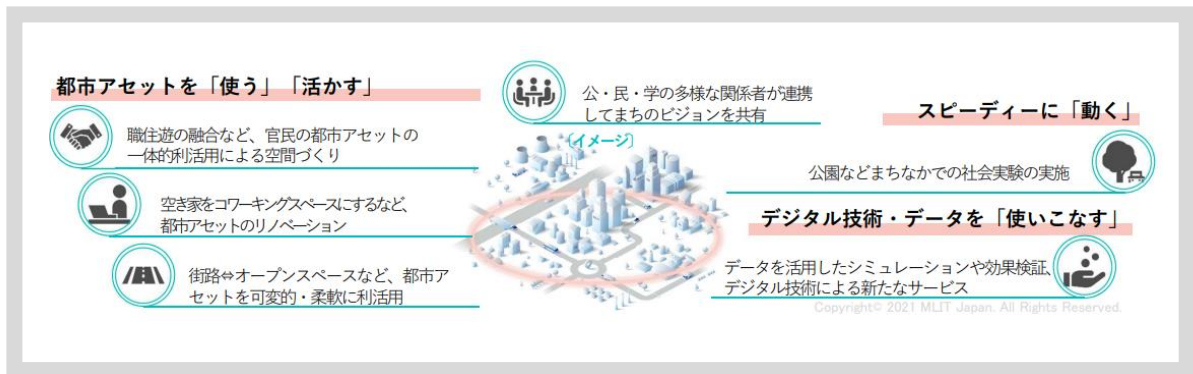 都市アセットを「使う」「活かす」
職住遊の融合など、官民の都市アセットの
一体的利活用による空間づくり
空き家をコワーキングスペースにするなど、
都市アセットのリノベーション
街路⇔オープンスペースなど、都市ア
セットを可変的・柔軟に利活用
公・民・学の多様な関係者が連携
してまちのビジョンを共有
(イメージ)
スピーディーに「動く」
公園などまちなかでの社会実験の実施
デジタル技術・データを「使いこなす」
データを活用したシミュレーションや効果検証、
デジタル技術による新たなサービス
Copyright© 2021 MLIT Japan. All Rights Reserved.